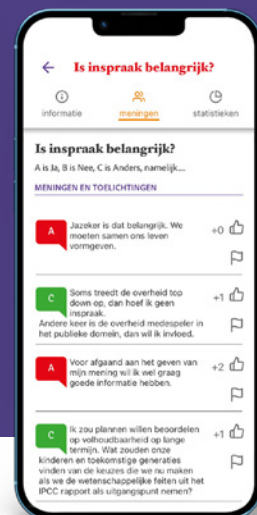 Is inspraak belangrijk?
informatie
meningen
statistieken
Is inspraak belangrijk?
A is Ja, B is Nee, C is Anders, namelijk....
MENINGEN EN TOELICHTINGEN
A
Jazeker is dat belangrijk. We
moeten samen ons leven
vormgeven.
+0
C
Soms treedt de overheid top
down op, dan hoef ik geen
inspraak.
Andere keer is de overheid medespeler in
het publieke domein, dan wil ik invloed.
+1
A
Voor afgaand aan het geven van
mijn mening wil ik wel graag
goede informatie hebben.
+2
C
Ik zou plannen willen beoordelen
op volhoudbaarheid op lange
termijn. Wat zouden onze
kinderen en toekomstige generaties
vinden van de keuzes die we nu maken
als we de wetenschappelijke feiten uit het
IPCC rapport als uitgangspunt nemen?
+1